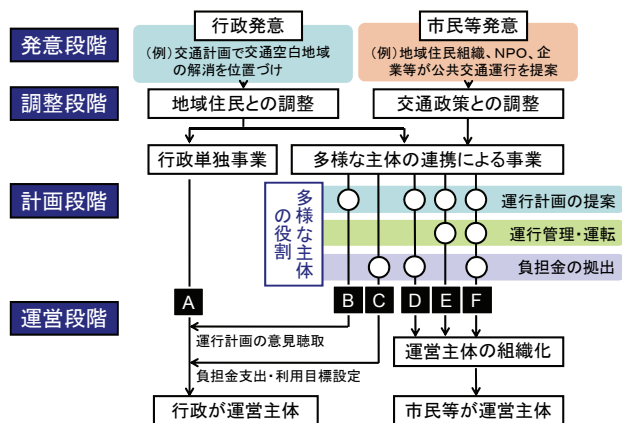 行政発意
市民等発意
発意段階
（例）交通計画で交通空白地域
の解消を位置づけ
（例）地域住民組織、NPO、企
業等が公共交通運行を提案
調整段階
地域住民との調整
交通政策との調整
行政単独事業
多様な主体の連携による事業
計画段階
多様な主体
の役割
運行計画の提案
運行管理・運転
負担金の拠出
A
B
C
D
E
F
運営段階
運行計画の意見聴取
運営主体の組織化
負担金支出・利用目標設定
行政が運営主体
市民等が運営主体